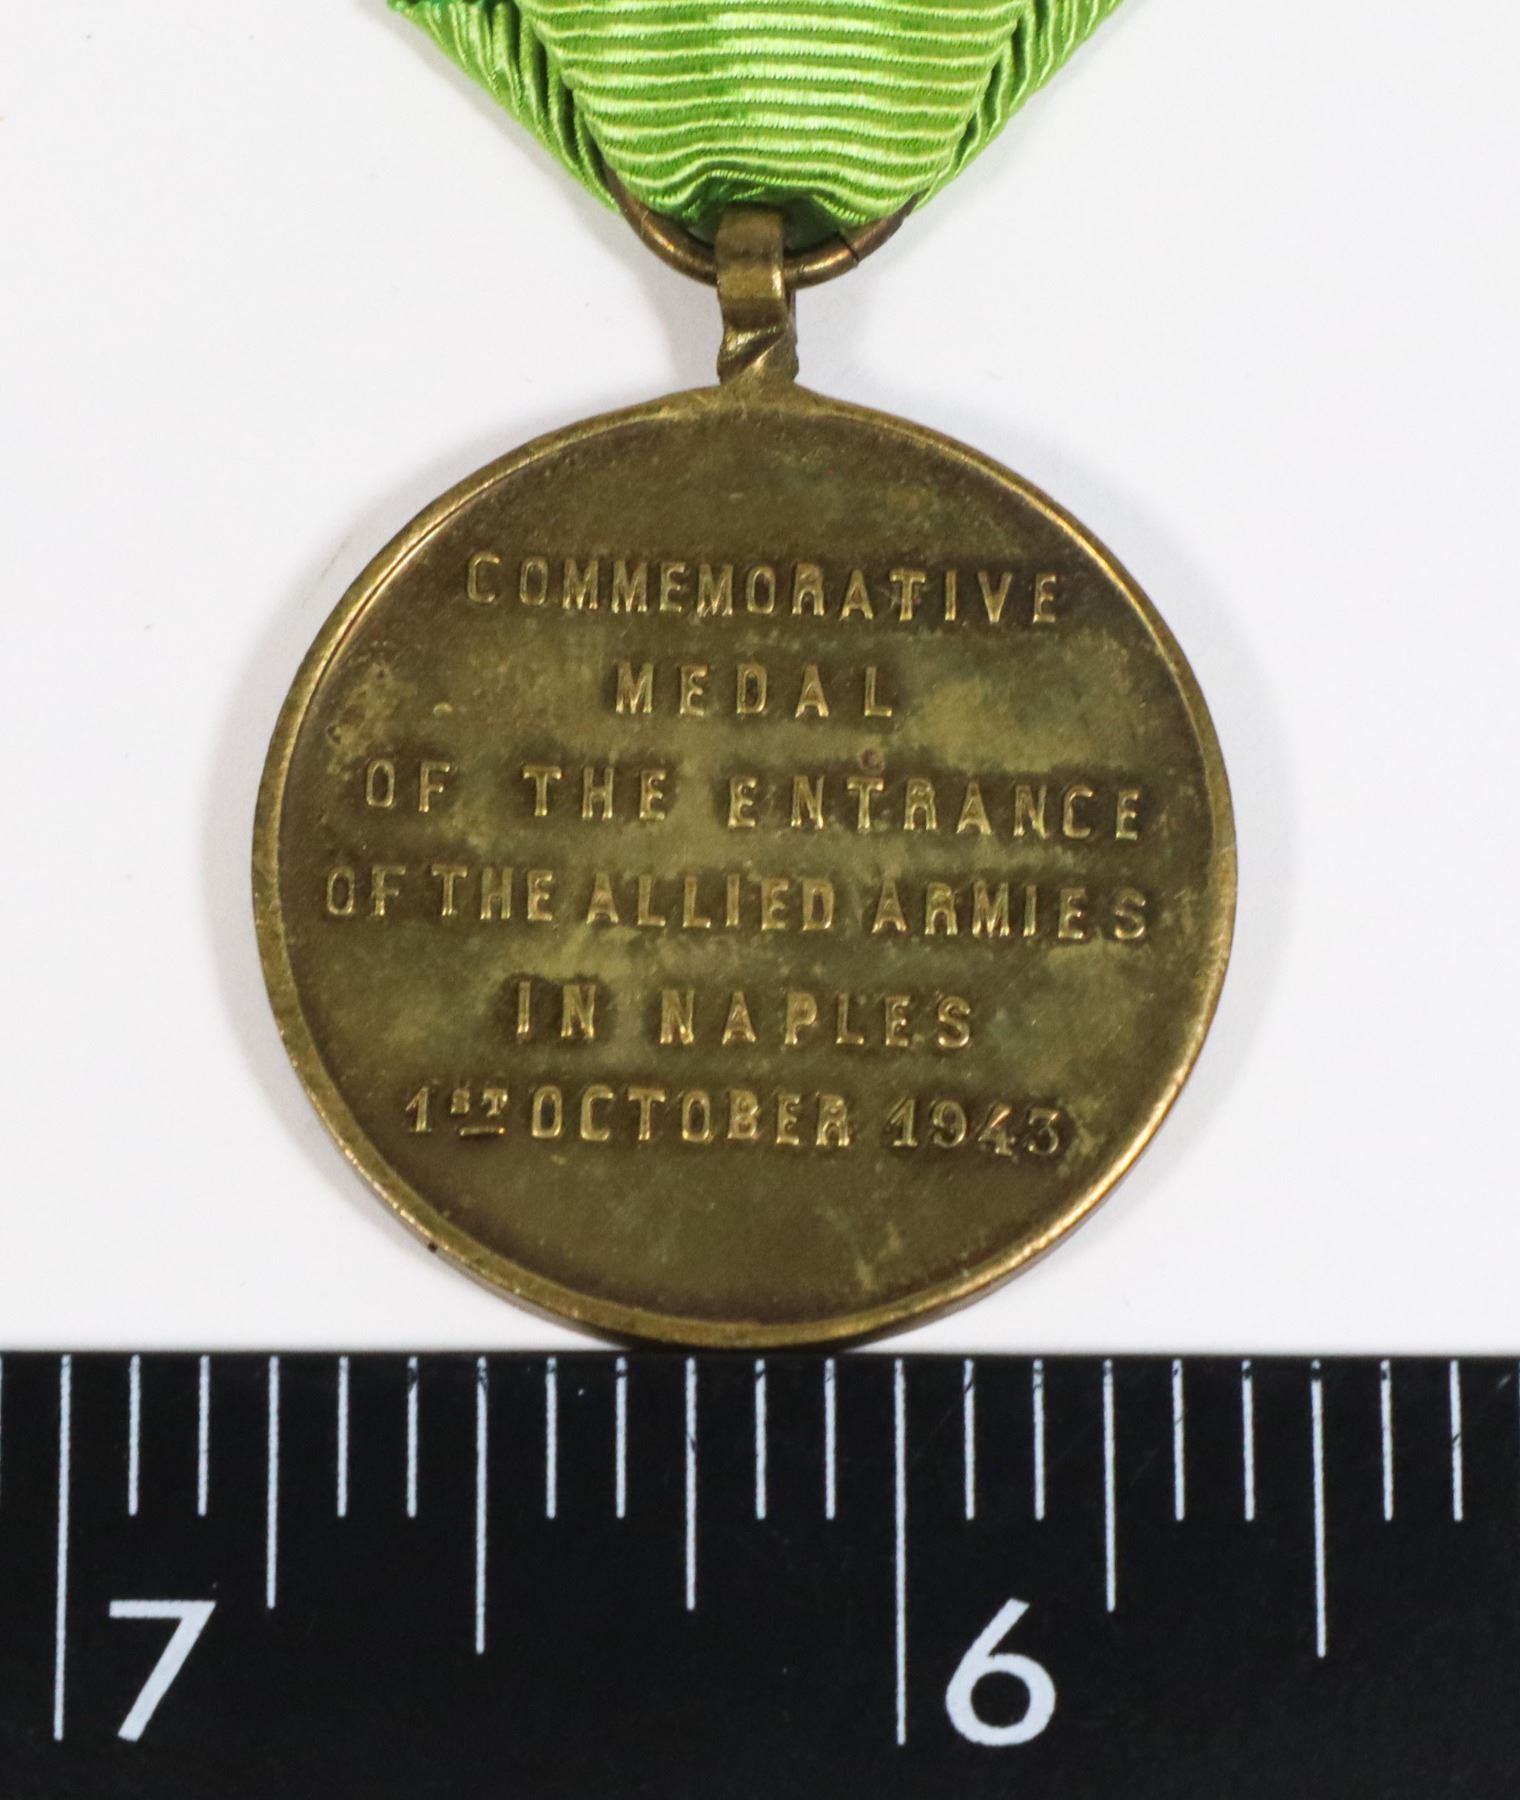 COMMEMORATIVE
MEDAL
OF THE ENTRANCE
OF THE ALLIED ARMIES
IN NAPLES
1ST OCTOBER 1943
7 6